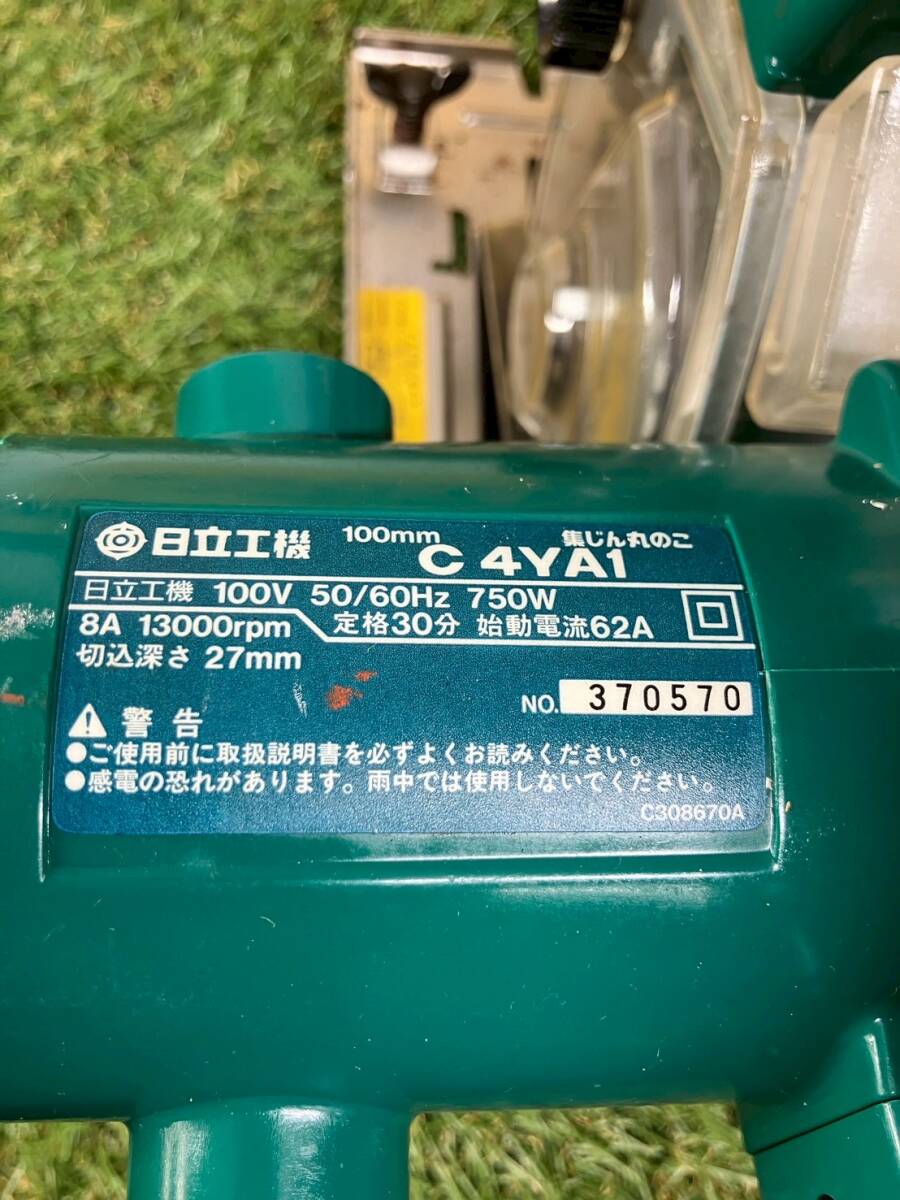 日立工機 100mm C 4YA1 集じん丸のこ
日立工機 100V 50/60Hz 750W
8A 13000rpm 定格30分 始動電流62A
切込深さ 27mm
NO. 370570
警告
●ご使用前に取扱説明書を必ずよくお読みください。
●感電の恐れがあります。雨中では使用しないでください。
C308670A